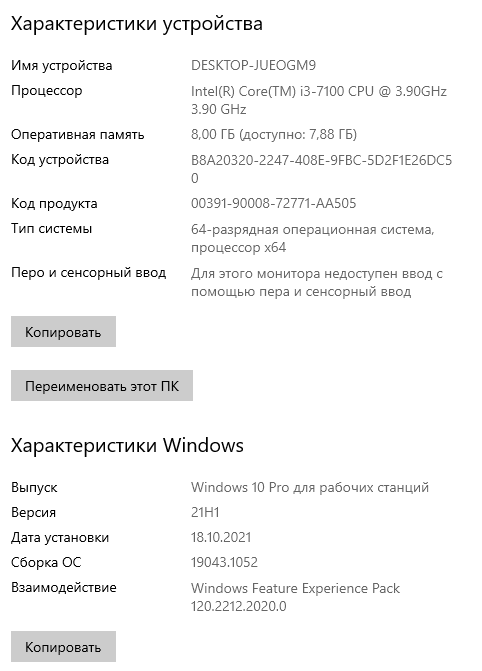 Характеристики устройства
Имя устройства DESKTOP-JUEOGM9
Процессор Intel(R) Core(TM) i3-7100 CPU @ 3.90GHz
3.90 GHz
Оперативная память 8,00 ГБ (доступно: 7,88 ГБ)
Код устройства B8A20320-2247-408E-9FBC-5D2F1E26DC5
0
Код продукта 00391-90008-72771-AA505
Тип системы 64-разрядная операционная система,
процессор x64
Перо и сенсорный ввод Для этого монитора недоступен ввод с
помощью пера и сенсорный ввод
Копировать
Переименовать этот ПК
Характеристики Windows
Выпуск Windows 10 Pro для рабочих станций
Версия 21H1
Дата установки 18.10.2021
Сборка ОС 19043.1052
Взаимодействие Windows Feature Experience Pack
120.2212.2020.0
Копировать